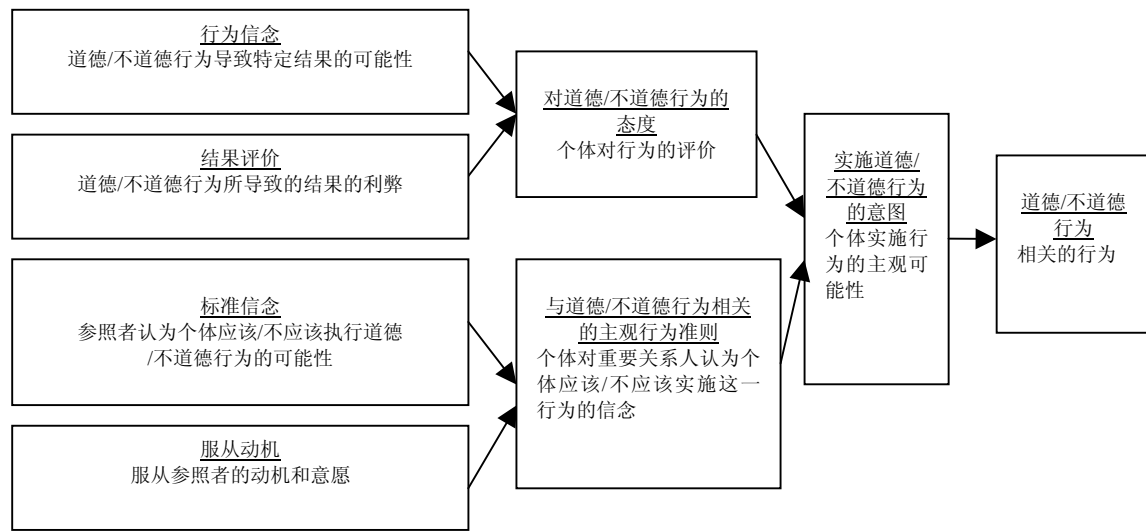 行为信念
道德/不道德行为导致特定结果的可能性
结果评价
道德/不道德行为所导致的结果的利弊
标准信念
参照者认为个体应该/不应该执行道德
/不道德行为的可能性
服从动机
服从参照者的动机和意愿
对道德/不道德行为的
态度
个体对行为的评价
与道德/不道德行为相关
的主观行为准则
个体对重要关系人认为个
体应该/不应该实施这一
行为的信念
实施道德/
不道德行为
的意图
个体实施行
为的主观可
能性
道德/不道德
行为
相关的行为